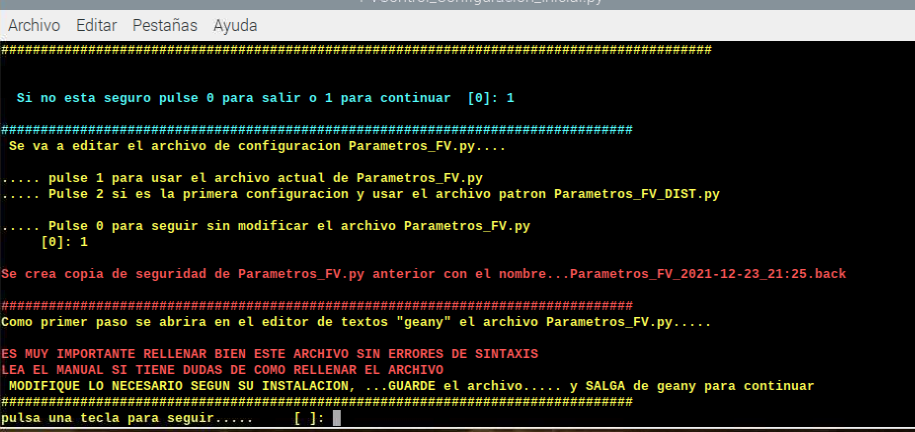 Archivo Editar Pestañas Ayuda
##########################################################################################
Si no esta seguro pulse 0 para salir o 1 para continuar [0]: 1
################################################################################
Se va a editar el archivo de configuracion Parametros_FV.py....
..... pulse 1 para usar el archivo actual de Parametros_FV.py
..... Pulse 2 si es la primera configuracion y usar el archivo patron Parametros_FV_DIST.py
..... Pulse 0 para seguir sin modificar el archivo Parametros_FV.py
[0]: 1
Se crea copia de seguridad de Parametros_FV.py anterior con el nombre...Parametros_FV_2021-12-23_21:25.back
################################################################################
Como primer paso se abrira en el editor de textos "geany" el archivo Parametros_FV.py.....
ES MUY IMPORTANTE RELLENAR BIEN ESTE ARCHIVO SIN ERRORES DE SINTAXIS
LEA EL MANUAL SI TIENE DUDAS DE COMO RELLENAR EL ARCHIVO
MODIFIQUE LO NECESARIO SEGUN SU INSTALACION, ...GUARDE el archivo..... y SALGA de geany para continuar
################################################################################
pulsa una tecla para seguir..... [ ]: